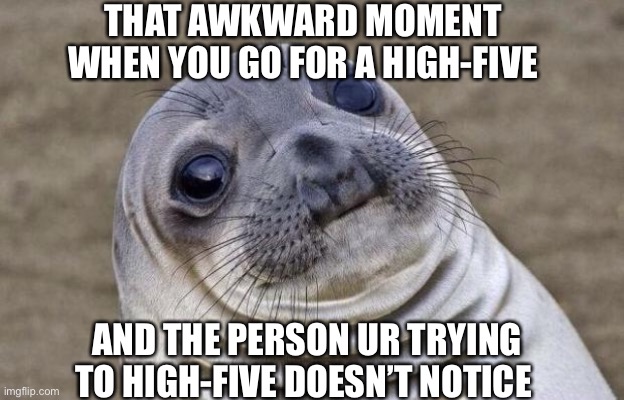 THAT AWKWARD MOMENT
WHEN YOU GO FOR A HIGH-FIVE
AND THE PERSON UR TRYING
TO HIGH-FIVE DOESN'T NOTICE
imgflip.com